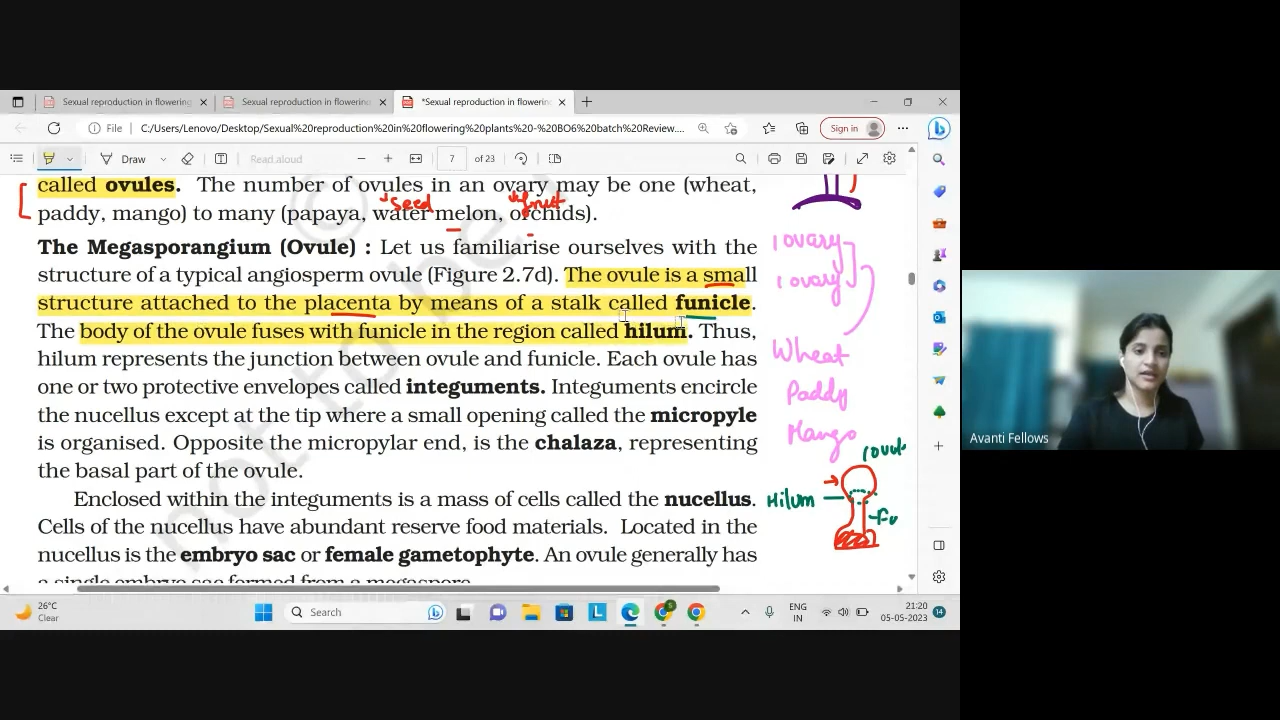 Sexual reproduction in flowering
Sexual reproduction in flowering
*Sexual reproduction in flowering
File
C:/Users/Lenovo/Desktop/Sexual%20reproduction%20in%20flowering%20plants%20-%20BO6%20batch%20Review....
Sign in
Draw
Read aloud
7
of 23
called ovules. The number of ovules in an ovary may be one (wheat,
seed
fruit
paddy, mango) to many (papaya, water melon, orchids).
The Megasporangium (Ovule) : Let us familiarise ourselves with the
structure of a typical angiosperm ovule (Figure 2.7d). The ovule is a small
structure attached to the placenta by means of a stalk called funicle.
The body of the ovule fuses with funicle in the region called hilum. Thus,
hilum represents the junction between ovule and funicle. Each ovule has
one or two protective envelopes called integuments. Integuments encircle
the nucellus except at the tip where a small opening called the micropyle
is organised. Opposite the micropylar end, is the chalaza, representing
the basal part of the ovule.
Enclosed within the integuments is a mass of cells called the nucellus.
Cells of the nucellus have abundant reserve food materials. Located in the
nucellus is the embryo sac or female gametophyte. An ovule generally has
a single embryo sac formed from a megaspore.
1 ovary
1 ovary
Wheat
Paddy
Mango
Hilum
Fu
not
Avanti Fellows
26°C
Clear
Search
ENG
IN
21:20
05-05-2023
14